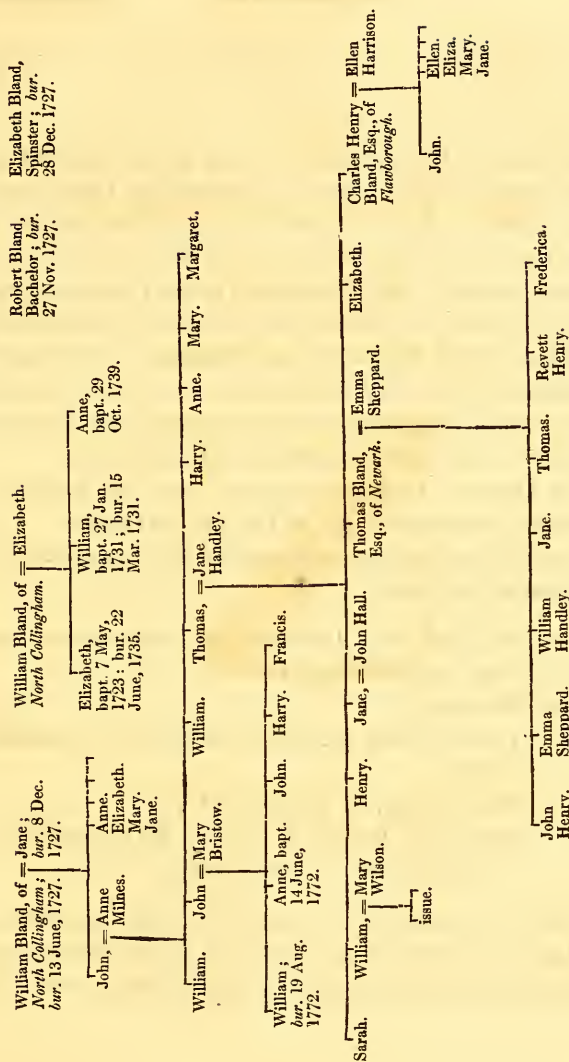 William Bland, of = Jane ;
North Collingham ; bur. 8 Dec.
bur. 13 June, 1727. 1727.
William Bland, of = Elizabeth.
North Collingham.
Robert Bland,
Bachelor ; bur.
27 Nov. 1727.
Elizabeth Bland,
Spinster ; bur.
28 Dec. 1727.
John, = Anne
Milnes.
Anne.
Elizabeth.
Mary.
Jane.
Elizabeth,
bapt. 7 May,
1723 : bur. 22
June, 1735.
William,
bapt. 27 Jan.
1731 ; bur. 15
Mar. 1731.
Anne,
bapt. 29
Oct. 1739.
William.
John = Mary
Bristow.
William.
Thomas, = Jane
Handley.
Harry.
Anne.
Mary.
Margaret.
William ;
bur. 19 Aug.
1772.
Anne, bapt.
14 June,
1772.
John.
Harry.
Francis.
Sarah.
William, = Mary
Wilson.
Henry.
Jane, = John Hall.
Thomas Bland, = Emma
Esq., of Newark. Sheppard.
Elizabeth.
Charles Henry = Ellen
Bland, Esq., of Harrison.
Flawborough.
issue.
John.
Ellen.
Eliza.
Mary.
Jane.
John
Henry.
Emma
Sheppard.
William
Handley.
Jane.
Thomas.
Revett
Henry.
Frederica.